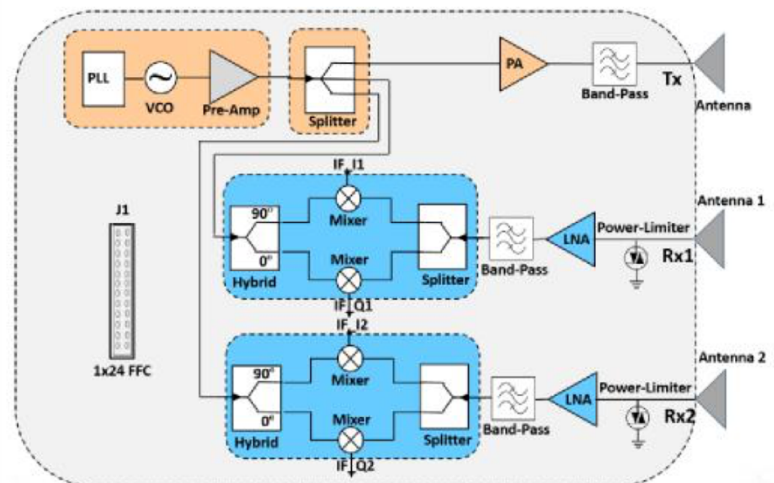 PLL
VCO
Pre-Amp
Splitter
PA
Band-Pass
Tx
Antenna
IF_I1
90°
0°
Hybrid
Mixer
Mixer
IF_Q1
Splitter
Band-Pass
LNA
Power-Limiter
Rx1
Antenna 1
J1
1x24 FFC
IF_I2
90°
0°
Hybrid
Mixer
Mixer
IF_Q2
Splitter
Band-Pass
LNA
Power-Limiter
Rx2
Antenna 2